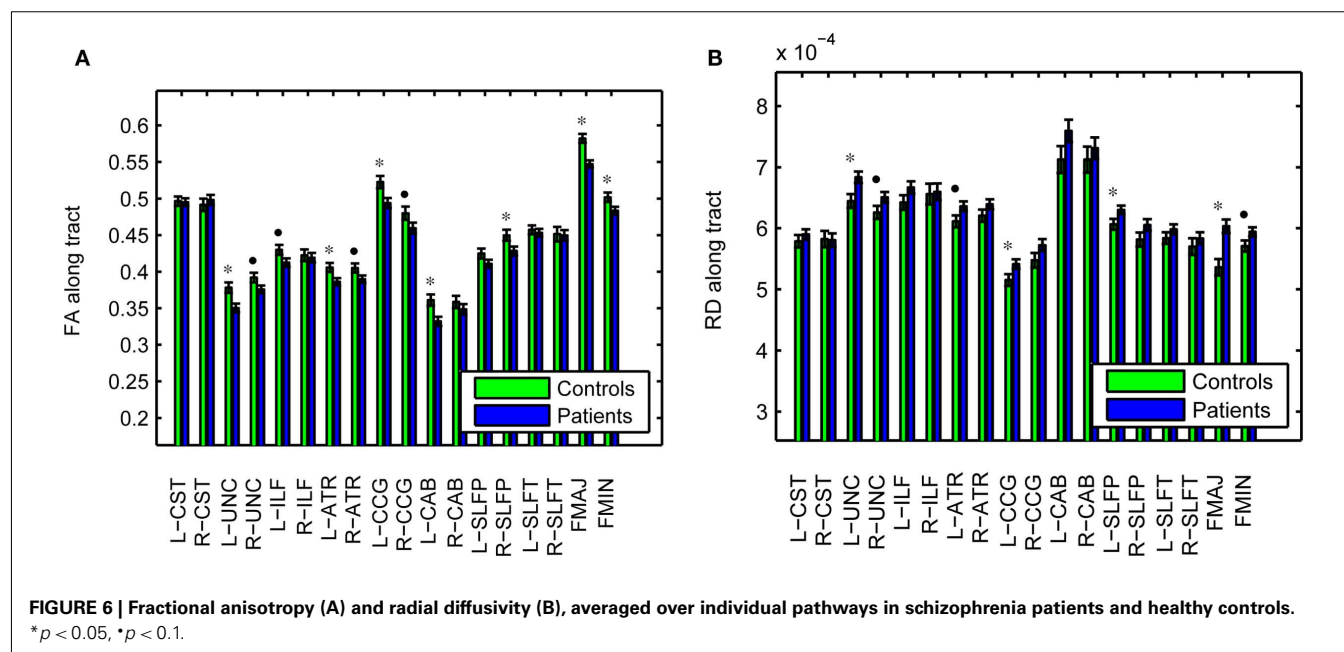 A
FA along tract
0.6
0.55
0.5
0.45
0.4
0.35
0.3
0.25
0.2
* • • * • * • * * * *
Controls
Patients
L−CST
R−CST
L−UNC
R−UNC
L−ILF
R−ILF
L−ATR
R−ATR
L−CCG
R−CCG
L−CAB
R−CAB
L−SLFP
R−SLFP
L−SLFT
R−SLFT
FMAJ
FMIN
B
x 10⁻⁴
RD along tract
8
7
6
5
4
3
* • • * * * •
Controls
Patients
L−CST
R−CST
L−UNC
R−UNC
L−ILF
R−ILF
L−ATR
R−ATR
L−CCG
R−CCG
L−CAB
R−CAB
L−SLFP
R−SLFP
L−SLFT
R−SLFT
FMAJ
FMIN
FIGURE 6 | Fractional anisotropy (A) and radial diffusivity (B), averaged over individual pathways in schizophrenia patients and healthy controls.
*p < 0.05, •p < 0.1.